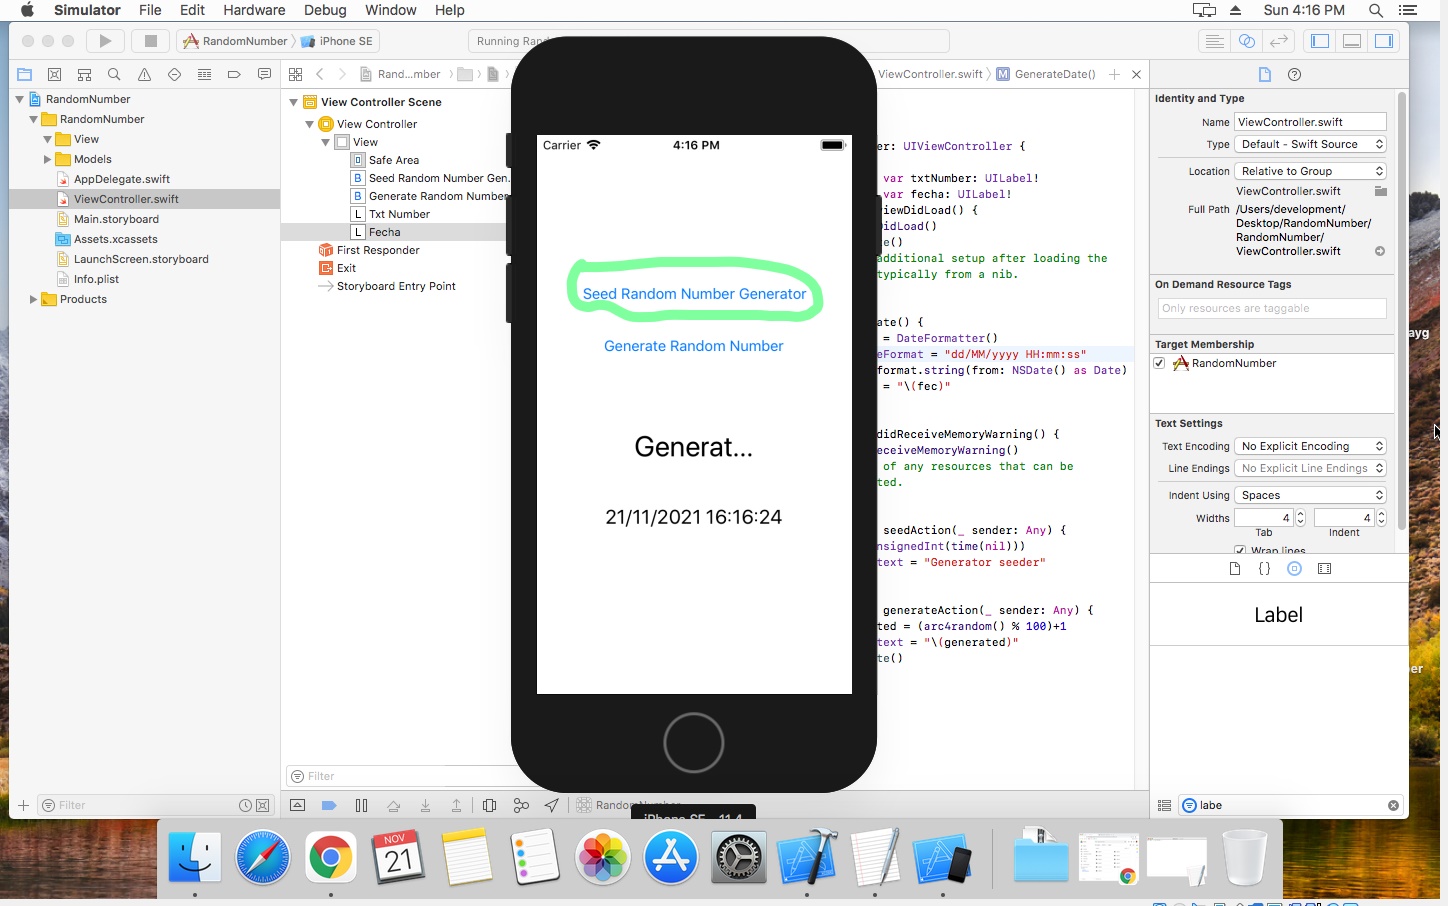 Simulator File Edit Hardware Debug Window Help Sun 4:16 PM
RandomNumber iPhone SE Running Ran
Rand...mber ViewController.swift M GenerateDate()
RandomNumber
RandomNumber
View
Models
AppDelegate.swift
ViewController.swift
Main.storyboard
Assets.xcassets
LaunchScreen.storyboard
Info.plist
Products
Filter
View Controller Scene
View Controller
View
Safe Area
B Seed Random Number Gen.
B Generate Random Number
L Txt Number
L Fecha
First Responder
Exit
Storyboard Entry Point
Filter
Carrier 4:16 PM
Seed Random Number Generator
Generate Random Number
Generat...
21/11/2021 16:16:24
er: UIViewController {
var txtNumber: UILabel!
var fecha: UILabel!
iewDidLoad() {
DidLoad()
te()
additional setup after loading the
typically from a nib.
ate() {
= DateFormatter()
eFormat = "dd/MM/yyyy HH:mm:ss"
format.string(from: NSDate() as Date)
= "\(fec)"
didReceiveMemoryWarning() {
eceiveMemoryWarning()
of any resources that can be
ted.
seedAction(_ sender: Any) {
nsignedInt(time(nil)))
text = "Generator seeder"
generateAction(_ sender: Any) {
ted = (arc4random() % 100)+1
text = "\(generated)"
te()
Identity and Type
Name ViewController.swift
Type Default - Swift Source
Location Relative to Group
ViewController.swift
Full Path /Users/development/
Desktop/RandomNumber/
RandomNumber/
ViewController.swift
On Demand Resource Tags
Only resources are taggable
Target Membership
RandomNumber
Text Settings
Text Encoding No Explicit Encoding
Line Endings No Explicit Line Endings
Indent Using Spaces
Widths 4 4
Tab Indent
Wrap lines
{ }
Label
labe
ayg
er
RandomNumber
iPhone SE - 11.4
NOV
21